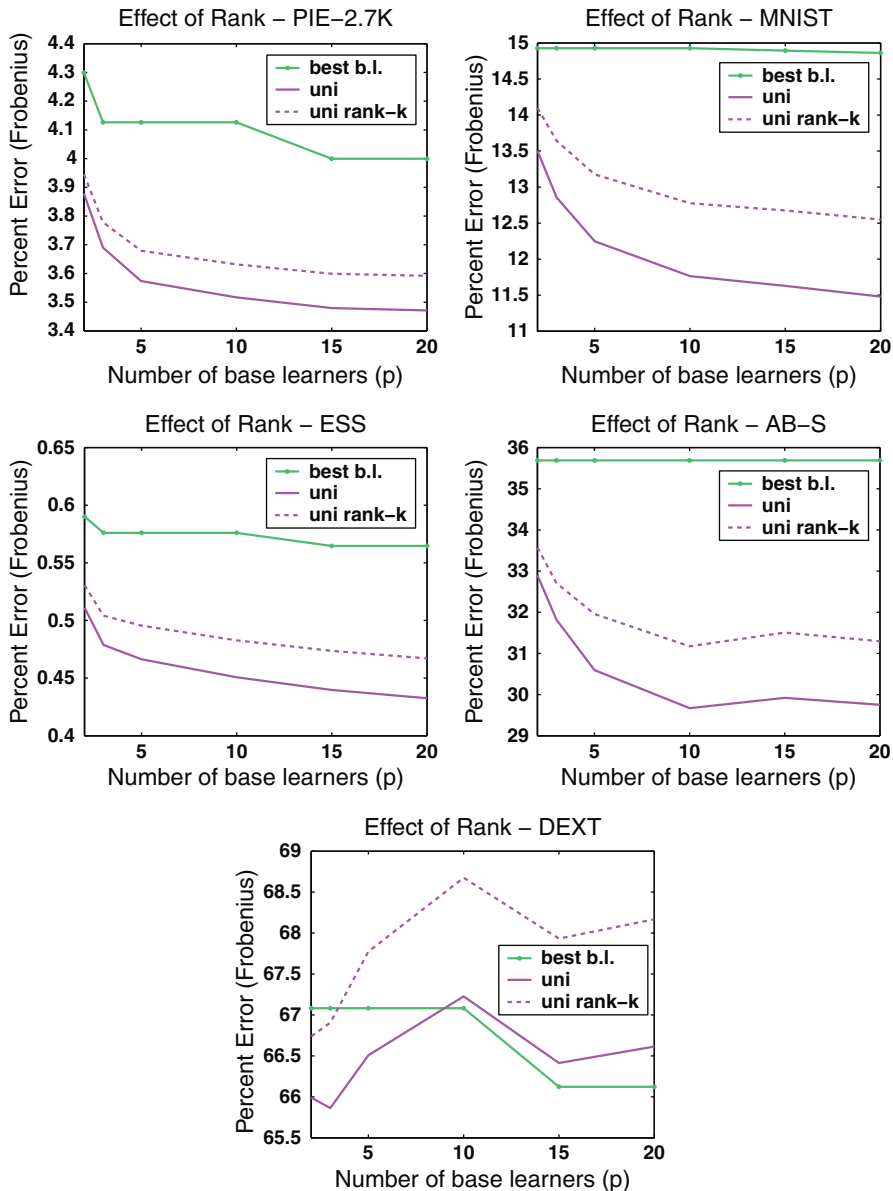 Effect of Rank – PIE–2.7K
Percent Error (Frobenius)
4.4
4.3
4.2
4.1
4
3.9
3.8
3.7
3.6
3.5
3.4
best b.l.
uni
uni rank–k
5 10 15 20
Number of base learners (p)
Effect of Rank – MNIST
Percent Error (Frobenius)
15
14.5
14
13.5
13
12.5
12
11.5
11
best b.l.
uni
uni rank–k
5 10 15 20
Number of base learners (p)
Effect of Rank – ESS
Percent Error (Frobenius)
0.65
0.6
0.55
0.5
0.45
0.4
best b.l.
uni
uni rank–k
5 10 15 20
Number of base learners (p)
Effect of Rank – AB–S
Percent Error (Frobenius)
36
35
34
33
32
31
30
29
best b.l.
uni
uni rank–k
5 10 15 20
Number of base learners (p)
Effect of Rank – DEXT
Percent Error (Frobenius)
69
68.5
68
67.5
67
66.5
66
65.5
best b.l.
uni
uni rank–k
5 10 15 20
Number of base learners (p)